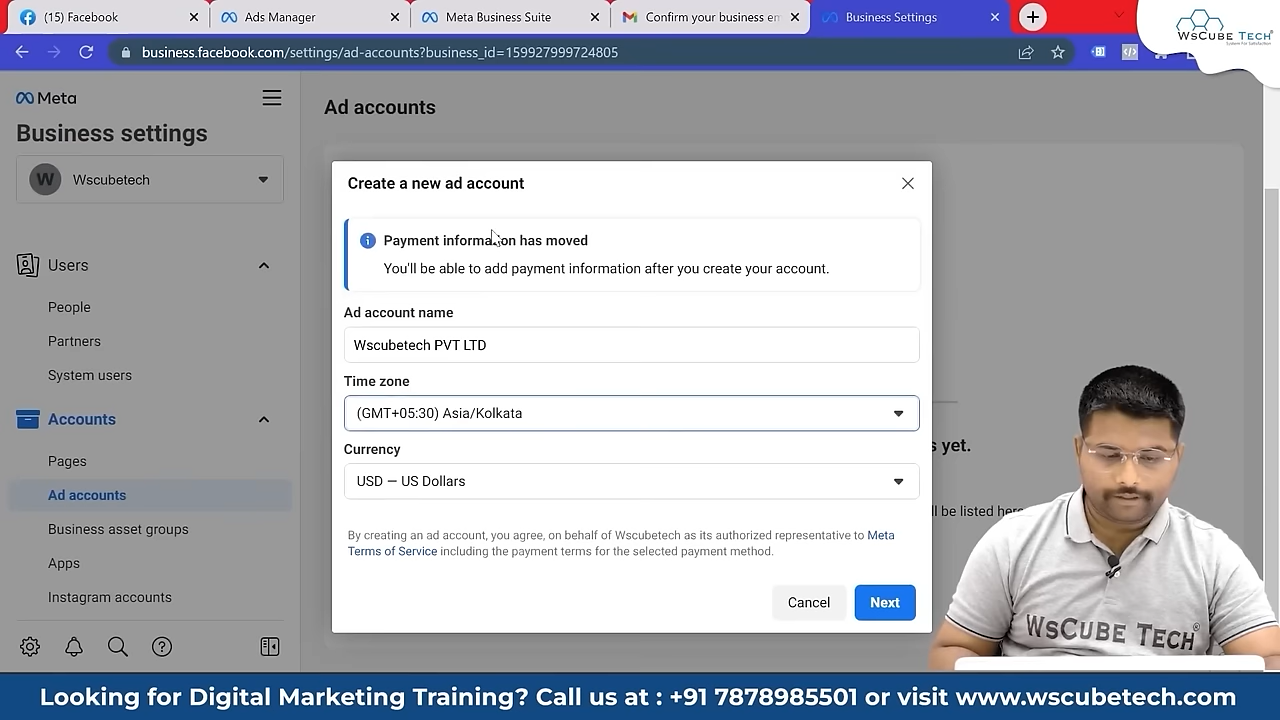 (15) Facebook
Ads Manager
Meta Business Suite
Confirm your business em
Business Settings
WsCube Tech
System For Satisfaction
business.facebook.com/settings/ad-accounts?business_id=159927999724805
Meta
Business settings
W Wscubetech
Users
People
Partners
System users
Accounts
Pages
Ad accounts
Business asset groups
Apps
Instagram accounts
Ad accounts
Create a new ad account
Payment information has moved
You'll be able to add payment information after you create your account.
Ad account name
Wscubetech PVT LTD
Time zone
(GMT+05:30) Asia/Kolkata
Currency
USD — US Dollars
By creating an ad account, you agree, on behalf of Wscubetech as its authorized representative to Meta
Terms of Service including the payment terms for the selected payment method.
Cancel
Next
s yet.
ll be listed here
WsCube Tech
Looking for Digital Marketing Training? Call us at : +91 7878985501 or visit www.wscubetech.com